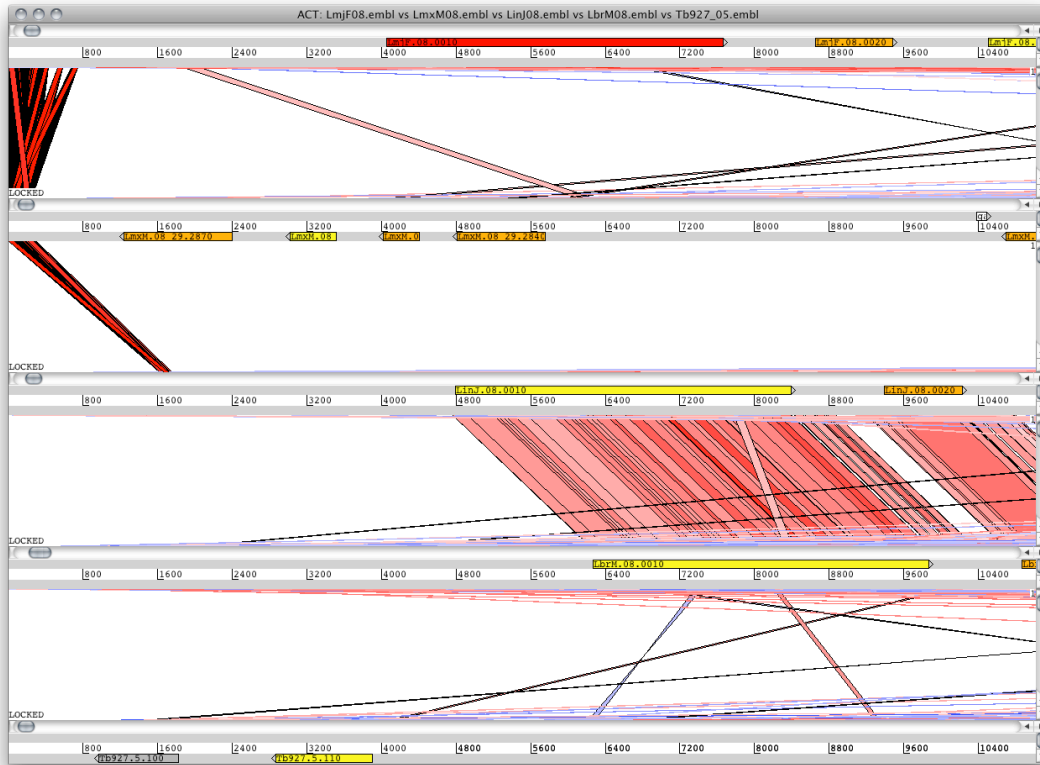 ACT: LmjF08.embl vs LmxM08.embl vs LinJ08.embl vs LbrM08.embl vs Tb927_05.embl
LmjF.08.0010 LmjF.08.0020 LmjF.08.
800 1600 2400 3200 4000 4800 5600 6400 7200 8000 8800 9600 10400
LOCKED
800 1600 2400 3200 4000 4800 5600 6400 7200 8000 8800 9600 10400
LmxM.08_29.2870 LmxM.08 LmxM.0 LmxM.08_29.2840 LmxM.
LOCKED
LinJ.08.0010 LinJ.08.0020
800 1600 2400 3200 4000 4800 5600 6400 7200 8000 8800 9600 10400
LOCKED
LbrM.08.0010 Lb
800 1600 2400 3200 4000 4800 5600 6400 7200 8000 8800 9600 10400
LOCKED
800 1600 2400 3200 4000 4800 5600 6400 7200 8000 8800 9600 10400
Tb927.5.100 Tb927.5.110